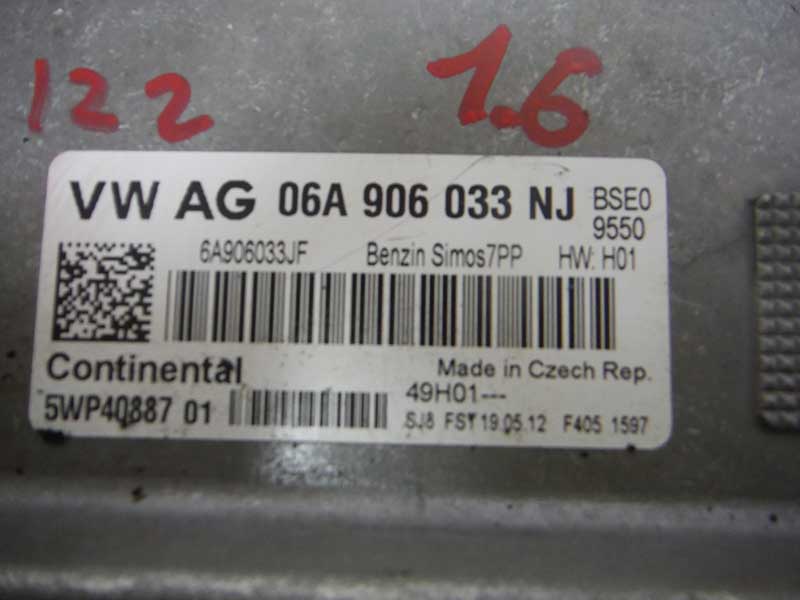 122
1.6
VW AG 06A 906 033 NJ BSE0
9550
6A906033JF Benzin Simos7PP HW: H01
Continental Made in Czech Rep.
5WP40887 01 49H01---
SJ8 FST 19.05.12 F405 1597